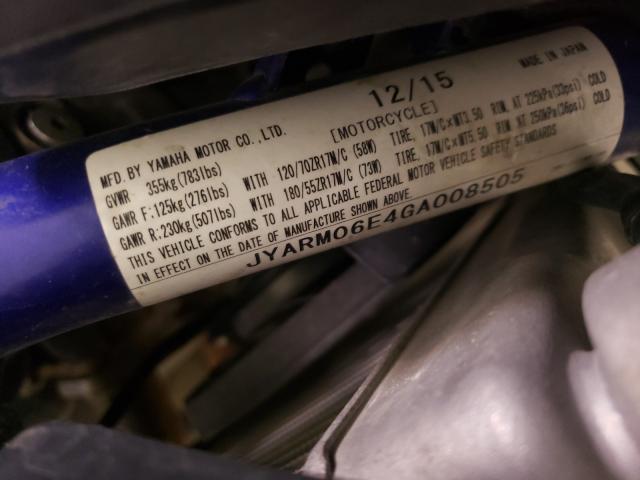 12/15 MADE IN JAPAN
MFD.BY YAMAHA MOTOR CO.,LTD. [MOTORCYCLE]
GVWR 355kg(783lbs)
GAWR F:125kg(276lbs) WITH 120/70ZR17M/C (58W) TIRE, 17M/C×MT3.50 RIM, AT 225kPa(33psi) COLD
GAWR R:230kg(507lbs) WITH 180/55ZR17M/C (73W) TIRE, 17M/C×MT5.50 RIM, AT 250kPa(36psi) COLD
THIS VEHICLE CONFORMS TO ALL APPLICABLE FEDERAL MOTOR VEHICLE SAFETY STANDARDS
IN EFFECT ON THE DATE OF MANUFACTURE SHOWN ABOVE
JYARM06E4GA008505